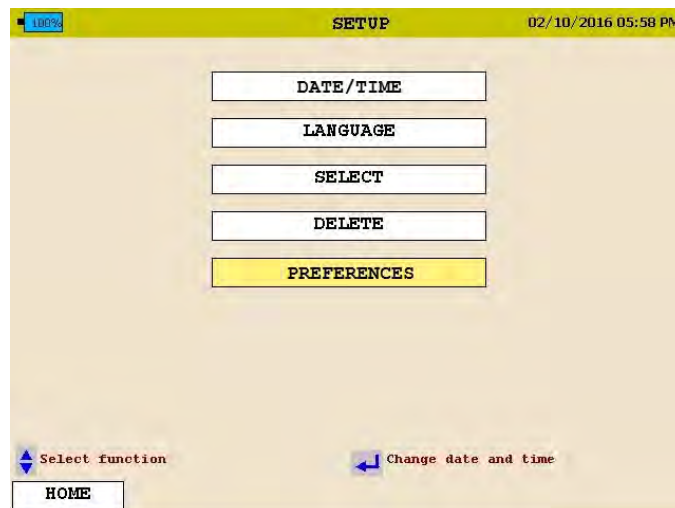 100% SETUP 02/10/2016 05:58 PM
DATE/TIME
LANGUAGE
SELECT
DELETE
PREFERENCES
Select function Change date and time
HOME